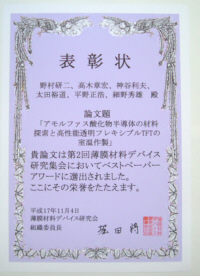 表彰状
野村研二、高木章宏、神谷利夫、
太田裕道、平野正浩、細野秀雄 殿
論文題
「アモルファス酸化物半導体の材料
探索と高性能透明フレキシブルTFTの
室温作製」
貴論文は第2回薄膜材料デバイス
研究集会においてベストペーパー
アワードに選出されました。
ここにその栄誉をたたえます。
平成17年11月4日
薄膜材料デバイス研究会
組織委員長